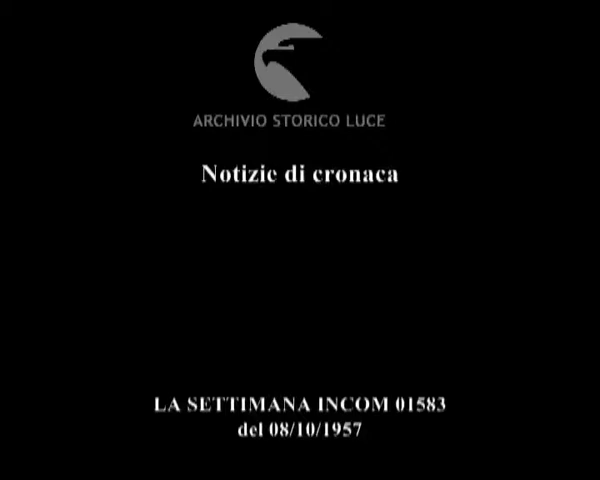 ARCHIVIO STORICO LUCE
Notizie di cronaca
LA SETTIMANA INCOM 01583
del 08/10/1957